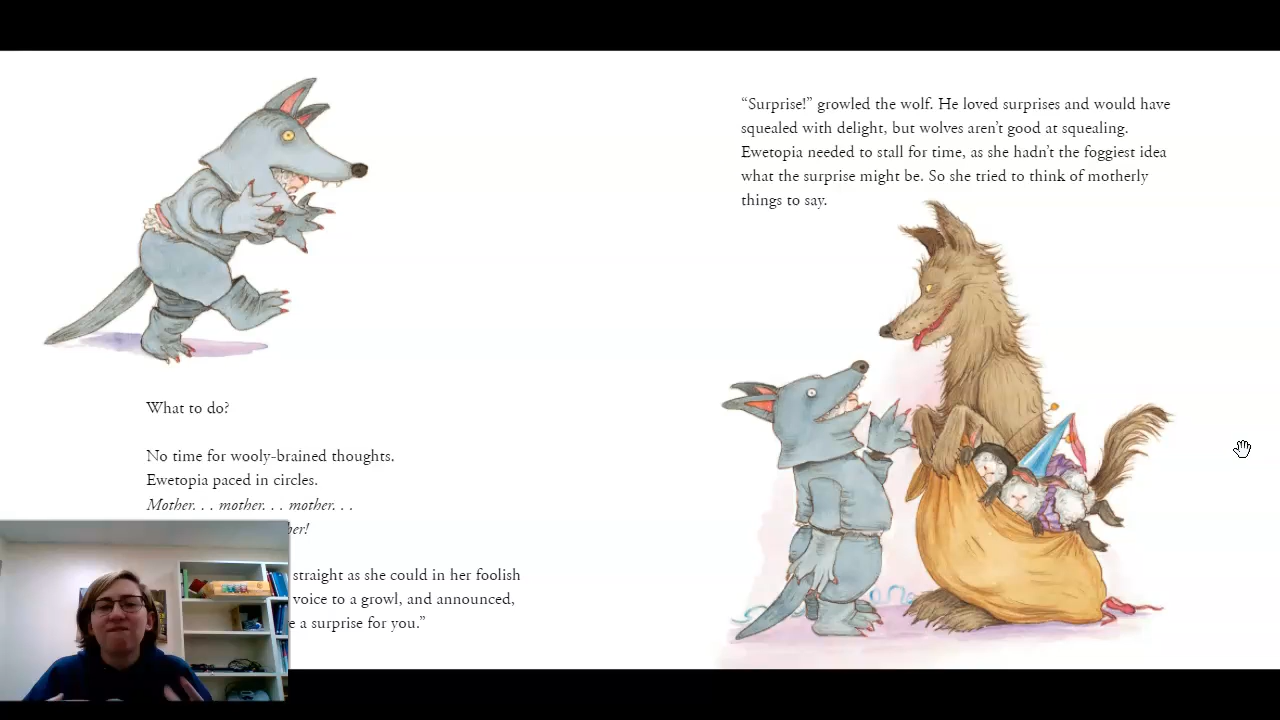 What to do?
No time for wooly-brained thoughts.
Ewetopia paced in circles.
Mother. . . mother. . . mother. . .
her!
straight as she could in her foolish
voice to a growl, and announced,
e a surprise for you.”
“Surprise!” growled the wolf. He loved surprises and would have
squealed with delight, but wolves aren’t good at squealing.
Ewetopia needed to stall for time, as she hadn’t the foggiest idea
what the surprise might be. So she tried to think of motherly
things to say.